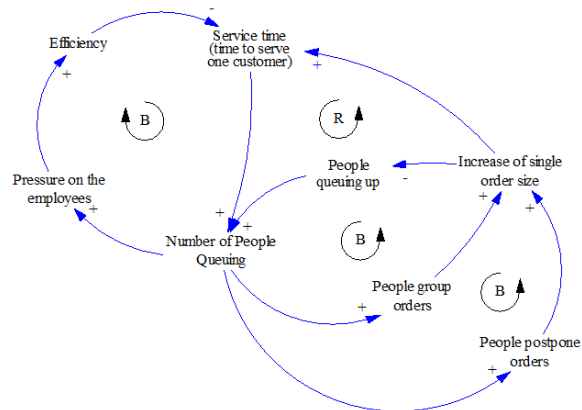 -
Efficiency
Service time
(time to serve
one customer)
+
+
B
R
People
queuing up
-
Increase of single
order size
Pressure on the
employees
+
+
+
+
+
Number of People
Queuing
B
People group
orders
+
B
People postpone
orders
+